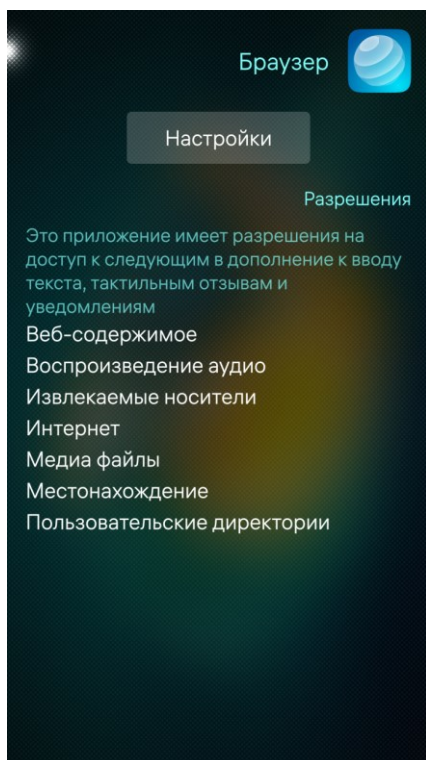 Браузер
Настройки
Разрешения
Это приложение имеет разрешения на
доступ к следующим в дополнение к вводу
текста, тактильным отзывам и
уведомлениям
Веб-содержимое
Воспроизведение аудио
Извлекаемые носители
Интернет
Медиа файлы
Местонахождение
Пользовательские директории